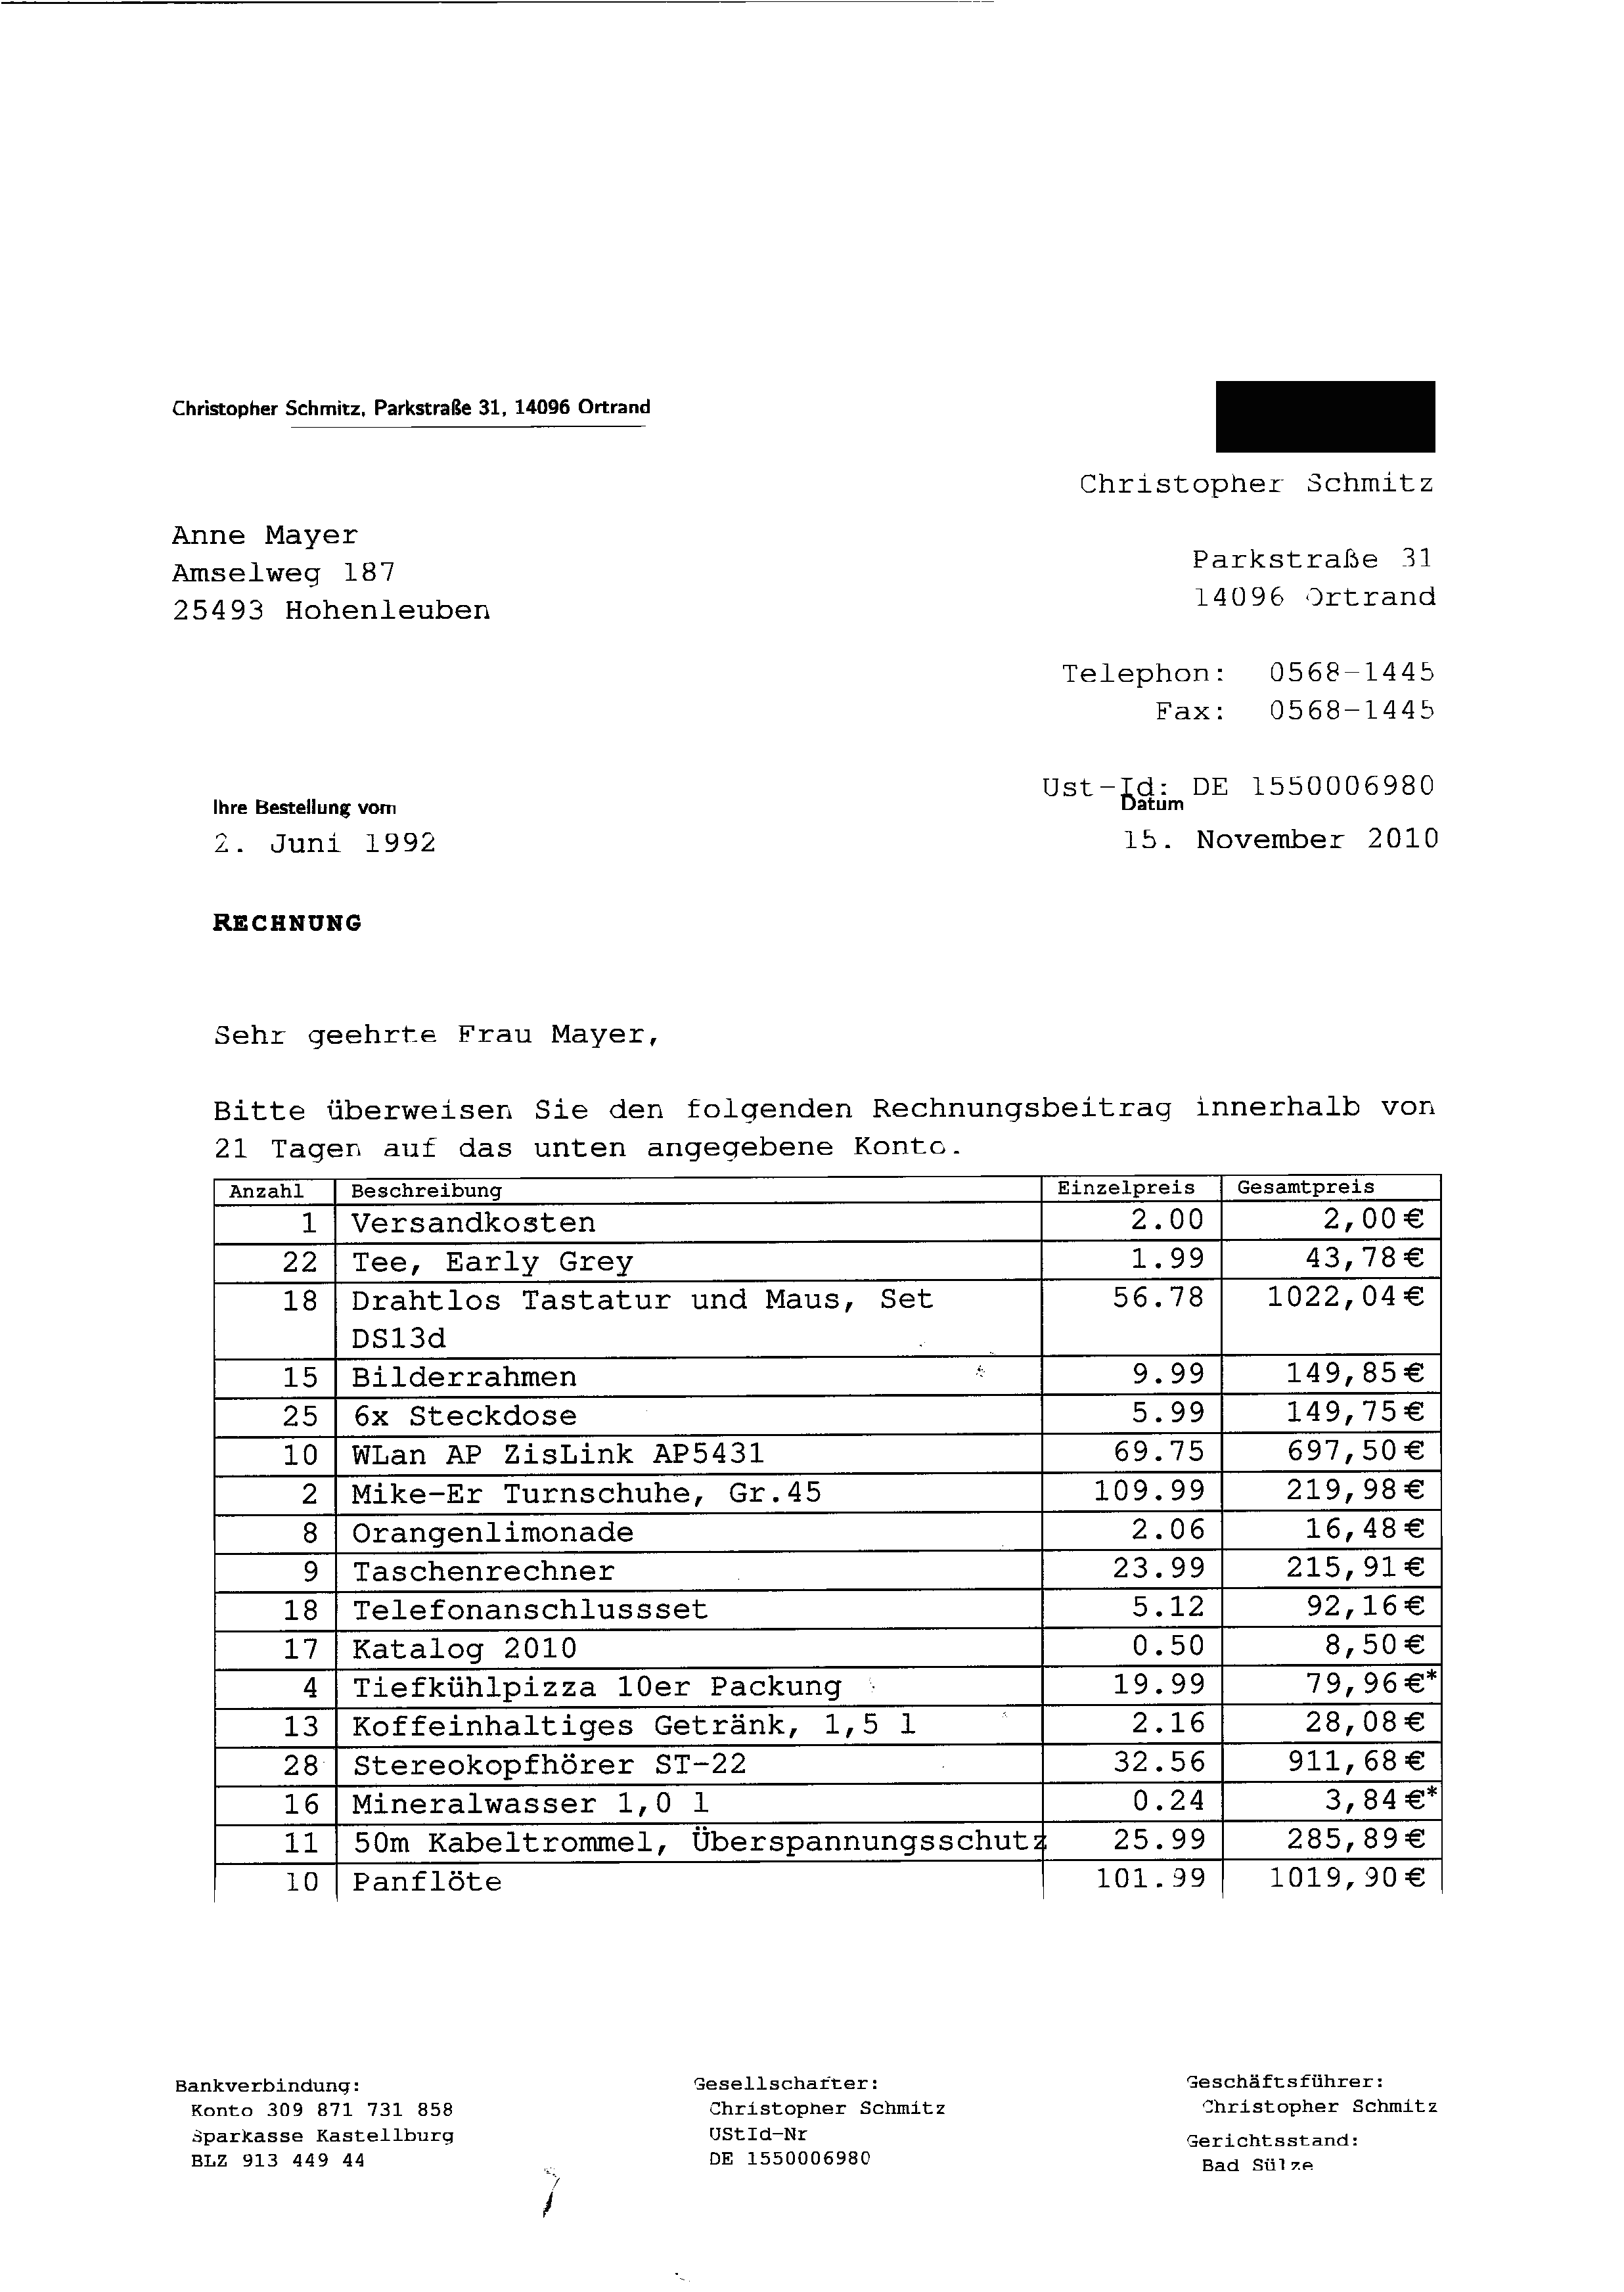 Christopher Schmitz, Parkstraße 31, 14096 Ortrand
Christopher Schmitz
Anne Mayer
Amselweg 187
25493 Hohenleuben
Parkstraße 31
14096 Ortrand
Telephon: 0568-1445
Fax: 0568-1445
Ust-Id: DE 1550006980
Ihre Bestellung vom
Datum
2. Juni 1992
15. November 2010
RECHNUNG
Sehr geehrte Frau Mayer,
Bitte überweisen Sie den folgenden Rechnungsbeitrag innerhalb von
21 Tagen auf das unten angegebene Konto.
Anzahl Beschreibung Einzelpreis Gesamtpreis
1 Versandkosten 2.00 2,00€
22 Tee, Early Grey 1.99 43,78€
18 Drahtlos Tastatur und Maus, Set 56.78 1022,04€
DS13d
15 Bilderrahmen 9.99 149,85€
25 6x Steckdose 5.99 149,75€
10 WLan AP ZisLink AP5431 69.75 697,50€
2 Mike-Er Turnschuhe, Gr.45 109.99 219,98€
8 Orangenlimonade 2.06 16,48€
9 Taschenrechner 23.99 215,91€
18 Telefonanschlussset 5.12 92,16€
17 Katalog 2010 0.50 8,50€
4 Tiefkühlpizza 10er Packung 19.99 79,96€*
13 Koffeinhaltiges Getränk, 1,5 l 2.16 28,08€
28 Stereokopfhörer ST-22 32.56 911,68€
16 Mineralwasser 1,0 l 0.24 3,84€*
11 50m Kabeltrommel, Überspannungsschutz 25.99 285,89€
10 Panflöte 101.99 1019,90€
Bankverbindung:
Konto 309 871 731 858
Sparkasse Kastellburg
BLZ 913 449 44
Gesellschafter:
Christopher Schmitz
UStId-Nr
DE 1550006980
Geschäftsführer:
Christopher Schmitz
Gerichtsstand:
Bad Sülze